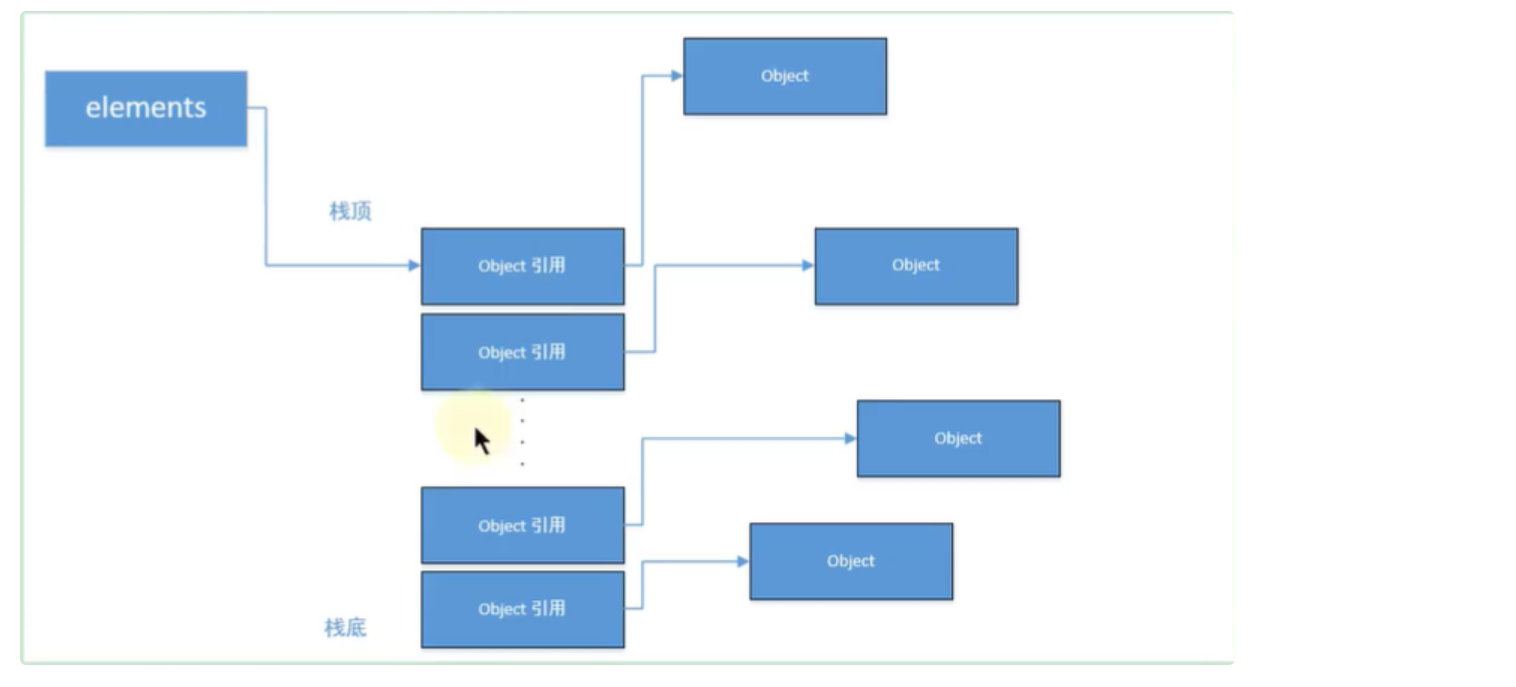 Object
elements
栈顶
Object 引用
Object
Object 引用
Object
Object 引用
Object
Object 引用
栈底